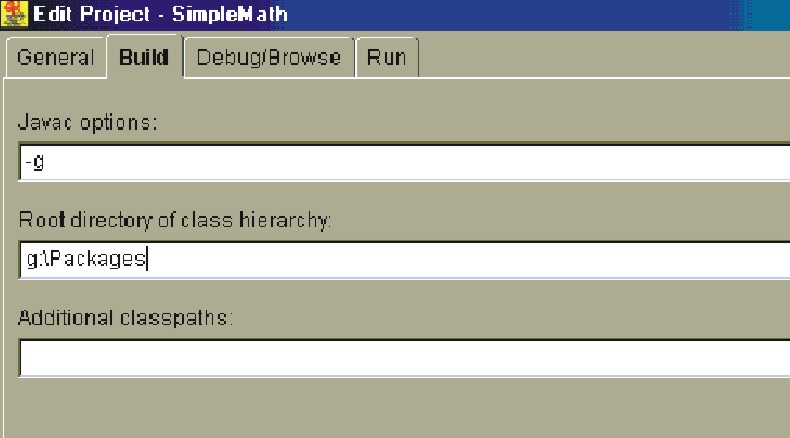 Edit Project - SimpleMath
General Build Debug/Browse Run
Javac options:
-g
Root directory of class hierarchy:
g:\Packages
Additional classpaths: